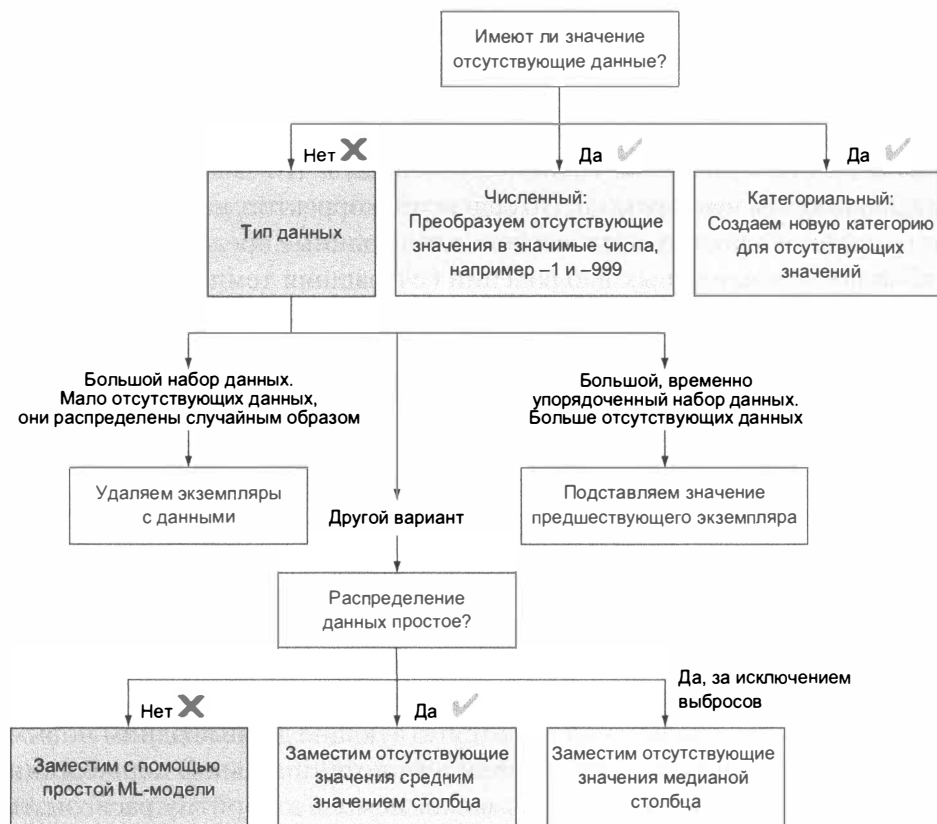 Имеют ли значение
отсутствующие данные?
Нет
Да
Да
Тип данных
Численный:
Преобразуем отсутствующие
значения в значимые числа,
например –1 и –999
Категориальный:
Создаем новую категорию
для отсутствующих
значений
Большой набор данных.
Мало отсутствующих данных,
они распределены случайным образом
Большой, временно
упорядоченный набор данных.
Больше отсутствующих данных
Удаляем экземпляры
с данными
Другой вариант
Подставляем значение
предшествующего экземпляра
Распределение
данных простое?
Нет
Да
Да, за исключением
выбросов
Заместим с помощью
простой ML-модели
Заместим отсутствующие
значения средним
значением столбца
Заместим отсутствующие
значения медианой
столбца